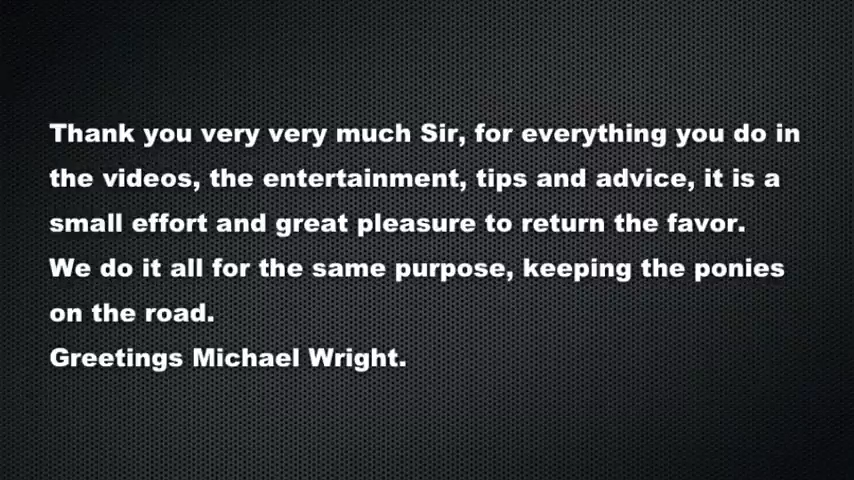 Thank you very very much Sir, for everything you do in
the videos, the entertainment, tips and advice, it is a
small effort and great pleasure to return the favor.
We do it all for the same purpose, keeping the ponies
on the road.
Greetings Michael Wright.